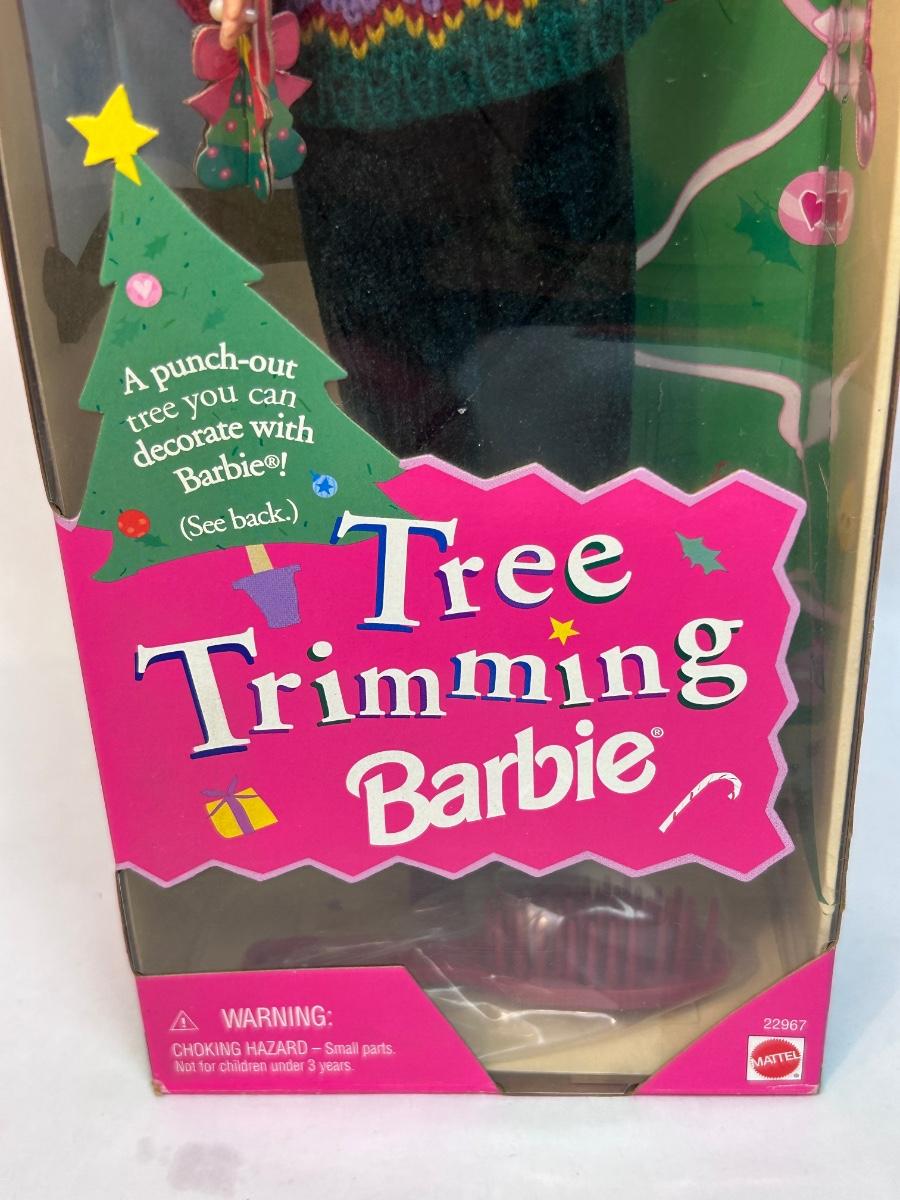 A punch-out
tree you can
decorate with
Barbie®!
(See back.)
Tree
Trimming
Barbie®
WARNING:
CHOKING HAZARD – Small parts.
Not for children under 3 years.
22967
MATTEL®